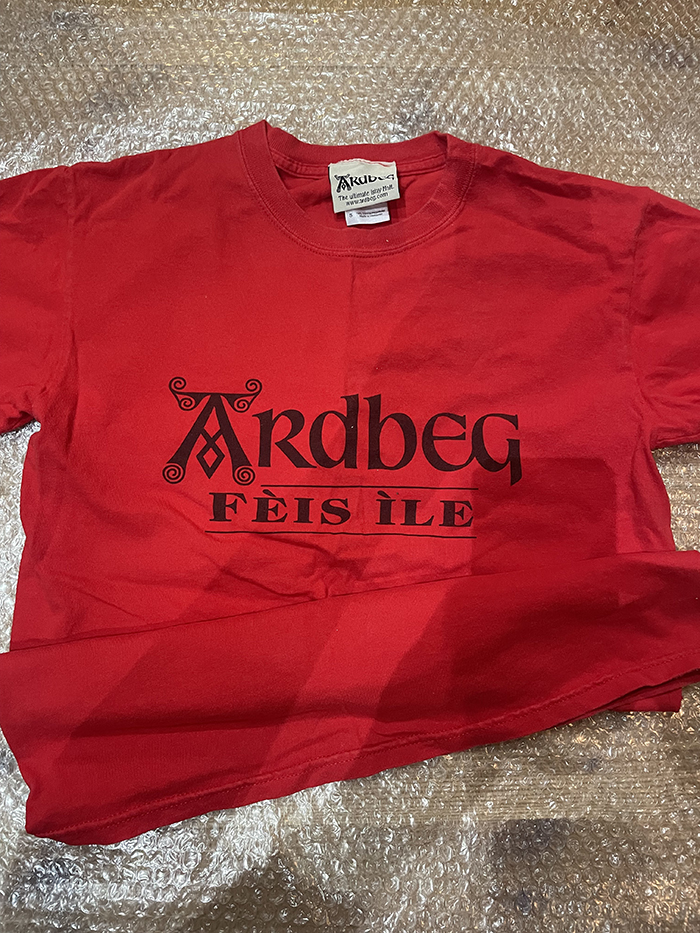 Ardbeg
The Ultimate Islay Malt.
www.ardbeg.com
S
Ardbeg
FÈIS ÌLE